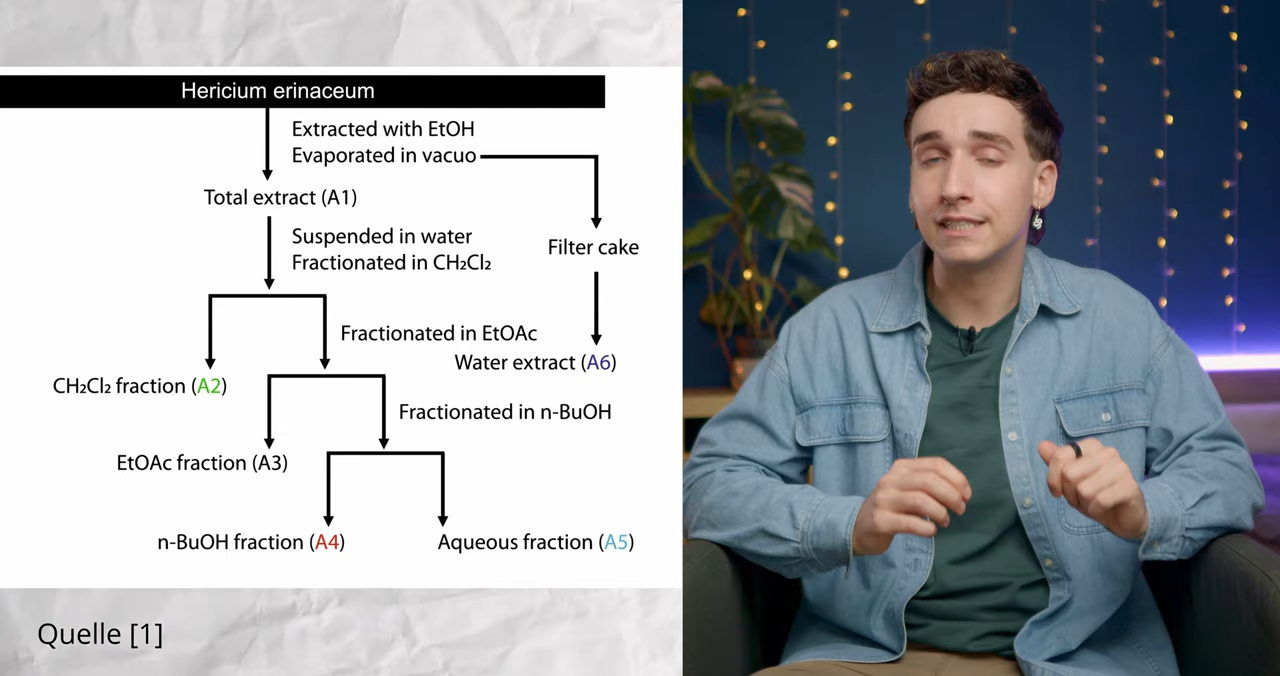 Hericium erinaceum
Extracted with EtOH
Evaporated in vacuo
Total extract (A1)
Suspended in water
Fractionated in CH₂Cl₂
Filter cake
Fractionated in EtOAc
Water extract (A6)
CH₂Cl₂ fraction (A2)
Fractionated in n-BuOH
EtOAc fraction (A3)
n-BuOH fraction (A4)
Aqueous fraction (A5)
Quelle [1]